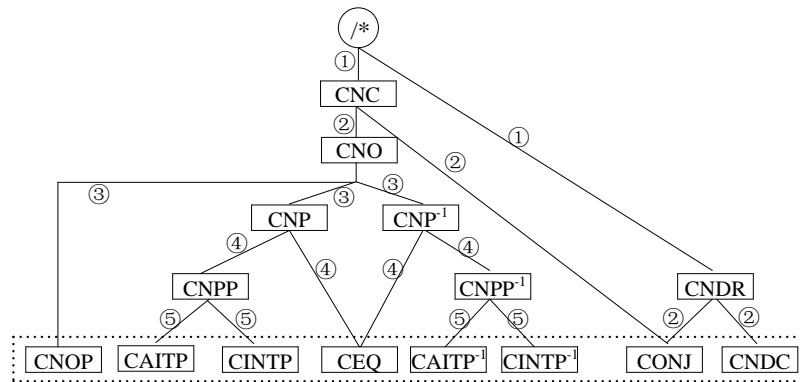 /*
①
CNC
①
②
②
CNO
③
③
③
CNP
CNP⁻¹
④
④
④
④
CNPP
CNPP⁻¹
CNDR
⑤
⑤
⑤
⑤
②
②
CNOP
CAITP
CINTP
CEQ
CAITP⁻¹
CINTP⁻¹
CONJ
CNDC